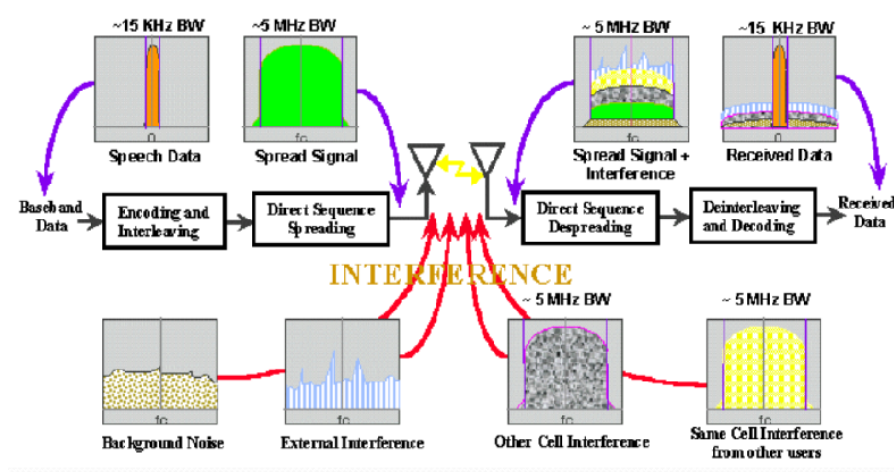 ~15 KHz BW
~5 MHz BW
~ 5 MHz BW
~15 KHz BW
0
fc
fc
0
Speech Data
Spread Signal
Spread Signal +
Interference
Received Data
Baseband
Data
Encoding and
Interleaving
Direct Sequence
Spreading
Direct Sequence
Despreading
Deinterleaving
and Decoding
Received
Data
INTERFERENCE
~ 5 MHz BW
~ 5 MHz BW
fc
fc
fc
fc
Background Noise
External Interference
Other Cell Interference
Same Cell Interference
from other users